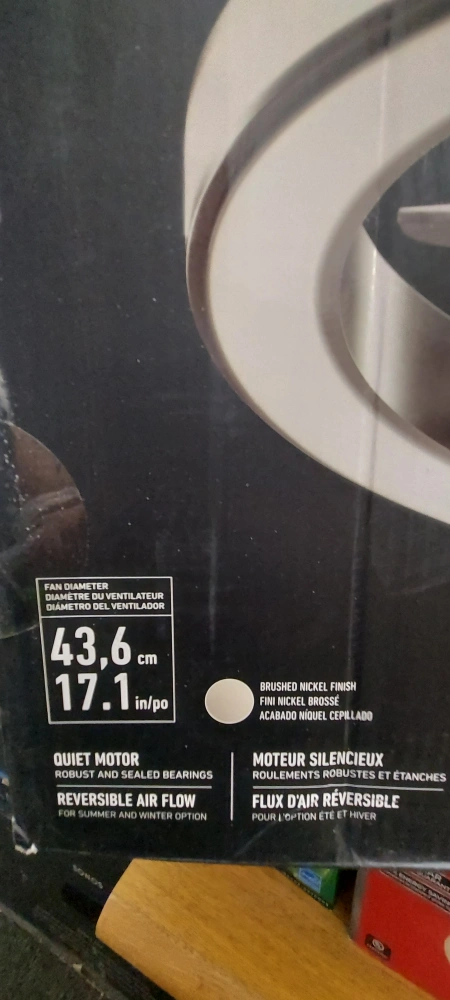 FAN DIAMETER
DIAMÈTRE DU VENTILATEUR
DIÁMETRO DEL VENTILADOR
43,6 cm
17.1 in/po
BRUSHED NICKEL FINISH
FINI NICKEL BROSSÉ
ACABADO NÍQUEL CEPILLADO
QUIET MOTOR
ROBUST AND SEALED BEARINGS
REVERSIBLE AIR FLOW
FOR SUMMER AND WINTER OPTION
MOTEUR SILENCIEUX
ROULEMENTS ROBUSTES ET ÉTANCHES
FLUX D'AIR RÉVERSIBLE
POUR L'OPTION ÉTÉ ET HIVER
SONOS